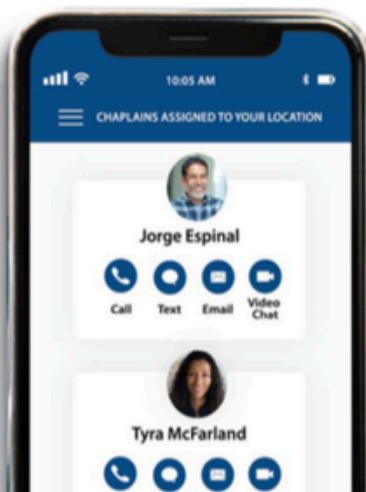 10:05 AM
CHAPLAINS ASSIGNED TO YOUR LOCATION
Jorge Espinal
Call Text Email Video Chat
Tyra McFarland